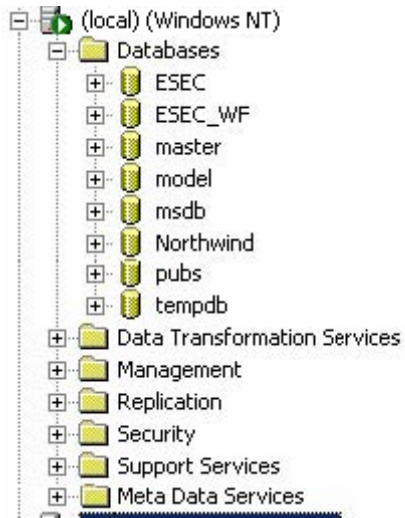 (local) (Windows NT)
Databases
ESEC
ESEC_WF
master
model
msdb
Northwind
pubs
tempdb
Data Transformation Services
Management
Replication
Security
Support Services
Meta Data Services